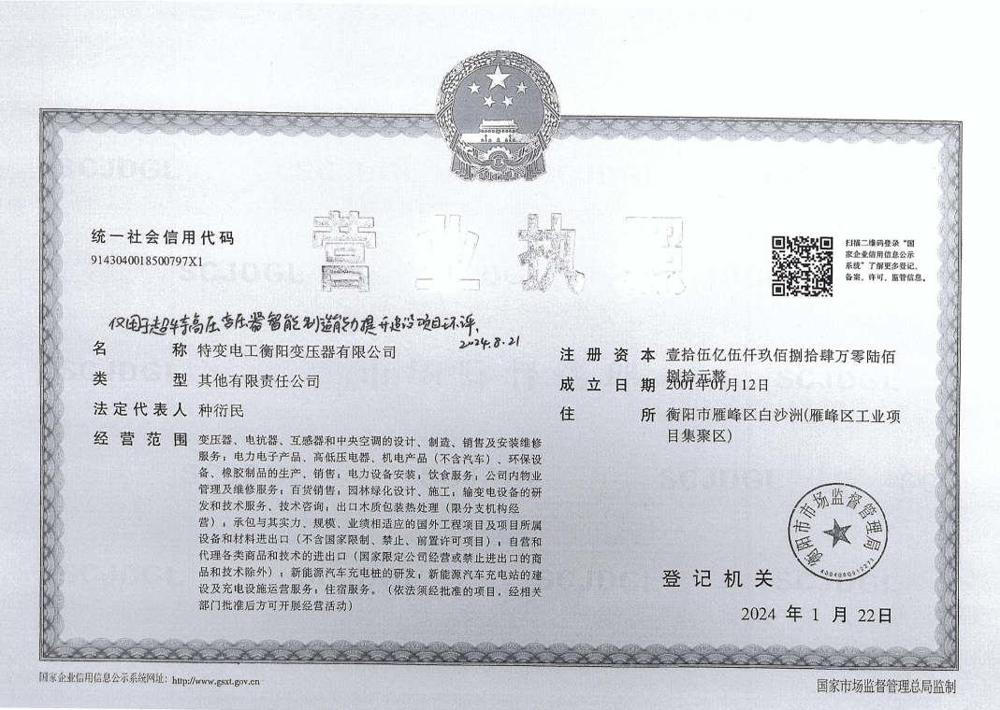 营业执照
统一社会信用代码
9143040018500797X1
扫描二维码登录“国
家企业信用信息公示
系统”了解更多登记、
备案、许可、监管信息。
仅用于超特高压变压器智能制造能力提升建设项目环评.
2024.8.21
名称 特变电工衡阳变压器有限公司
类型 其他有限责任公司
法定代表人 种衍民
经营范围 变压器、电抗器、互感器和中央空调的设计、制造、销售及安装维修
服务；电力电子产品、高低压电器、机电产品（不含汽车）、环保设
备、橡胶制品的生产、销售；电力设备安装；饮食服务；公司内物业
管理及维修服务；百货销售；园林绿化设计、施工；输变电设备的研
发和技术服务、技术咨询；出口木质包装热处理（限分支机构经
营）；承包与其实力、规模、业绩相适应的国外工程项目及项目所属
设备和材料进出口（不含国家限制、禁止、前置许可项目）；自营和
代理各类商品和技术的进出口（国家限定公司经营或禁止进出口的商
品和技术除外）；新能源汽车充电桩的研发；新能源汽车充电站的建
设及充电设施运营服务；住宿服务。（依法须经批准的项目，经相关
部门批准后方可开展经营活动）
注册资本 壹拾伍亿伍仟玖佰捌拾肆万零陆佰
捌拾元整
成立日期 2001年01月12日
住所 衡阳市雁峰区白沙洲(雁峰区工业项
目集聚区)
衡阳市市场监督管理局
登记机关
2024 年 1 月 22日
国家企业信用信息公示系统网址：http://www.gsxt.gov.cn
国家市场监督管理总局监制